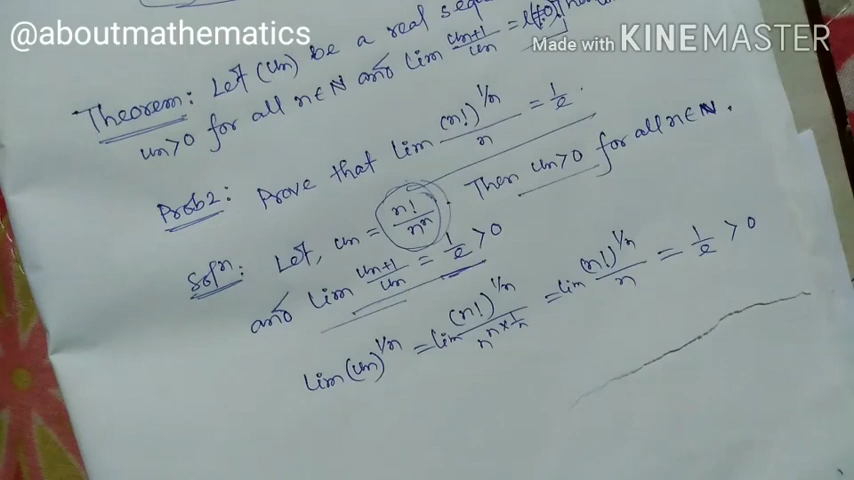 @aboutmathematics
Made with KINEMASTER
Theorem: Let (un) be a real
un>0 for all n∈N and lim un+1/un =
Prob2: Prove that lim (n!)^1/n / n = 1/e.
Solⁿ: Let, un = n!/nⁿ. Then un>0 for all n∈N.
and lim un+1/un = 1/e >0
lim(un)^1/n = lim (n!)^1/n / n^n×1/n = lim (n!)^1/n / n = 1/e > 0